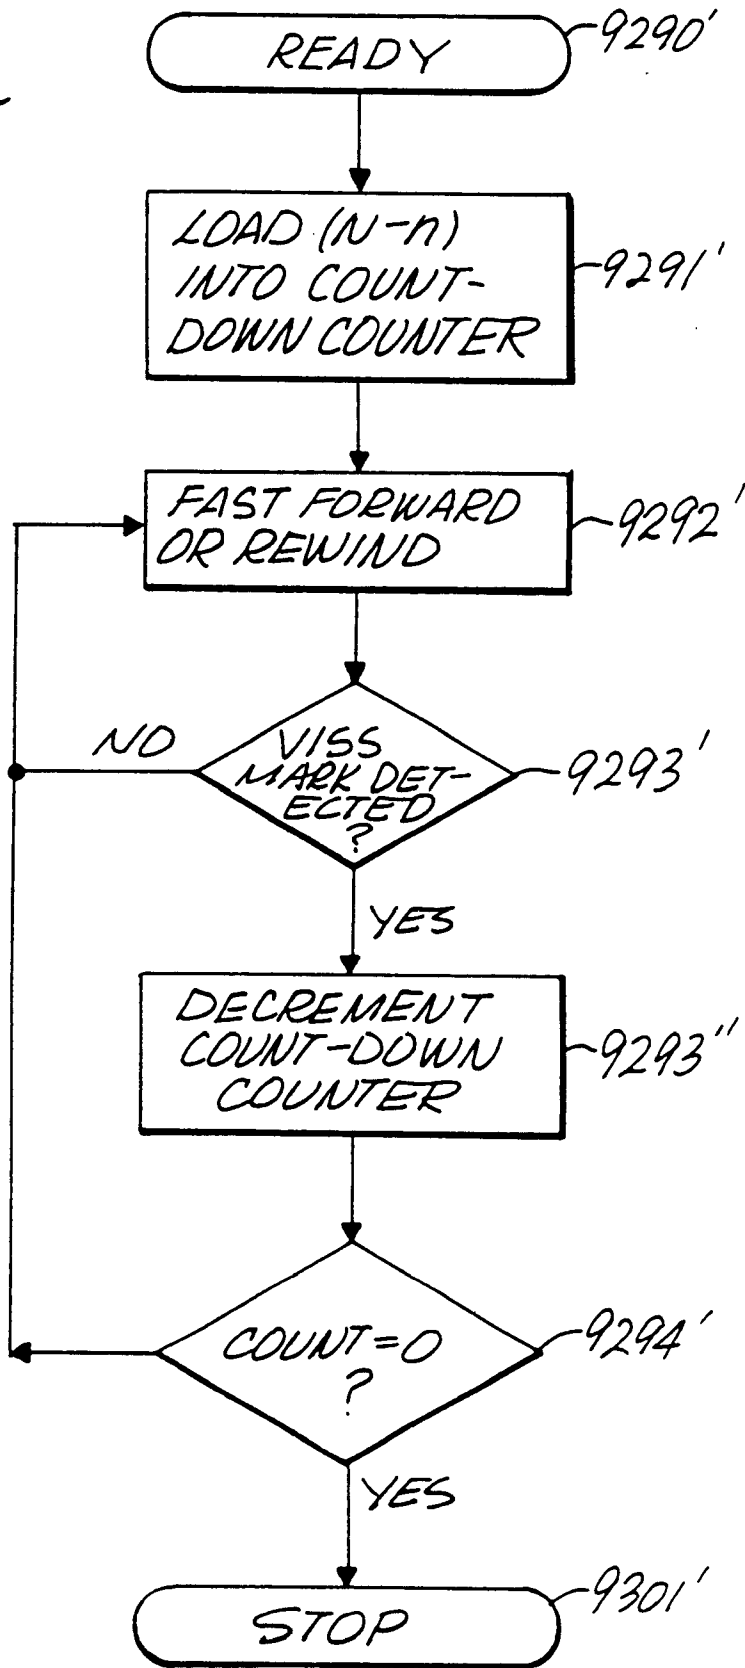 READY
9290'
LOAD (N-n)
INTO COUNT-
DOWN COUNTER
9291'
FAST FORWARD
OR REWIND
9292'
NO
VISS
MARK DET-
ECTED
?
9293'
YES
DECREMENT
COUNT-DOWN
COUNTER
9293"
COUNT=0
?
9294'
YES
STOP
9301'